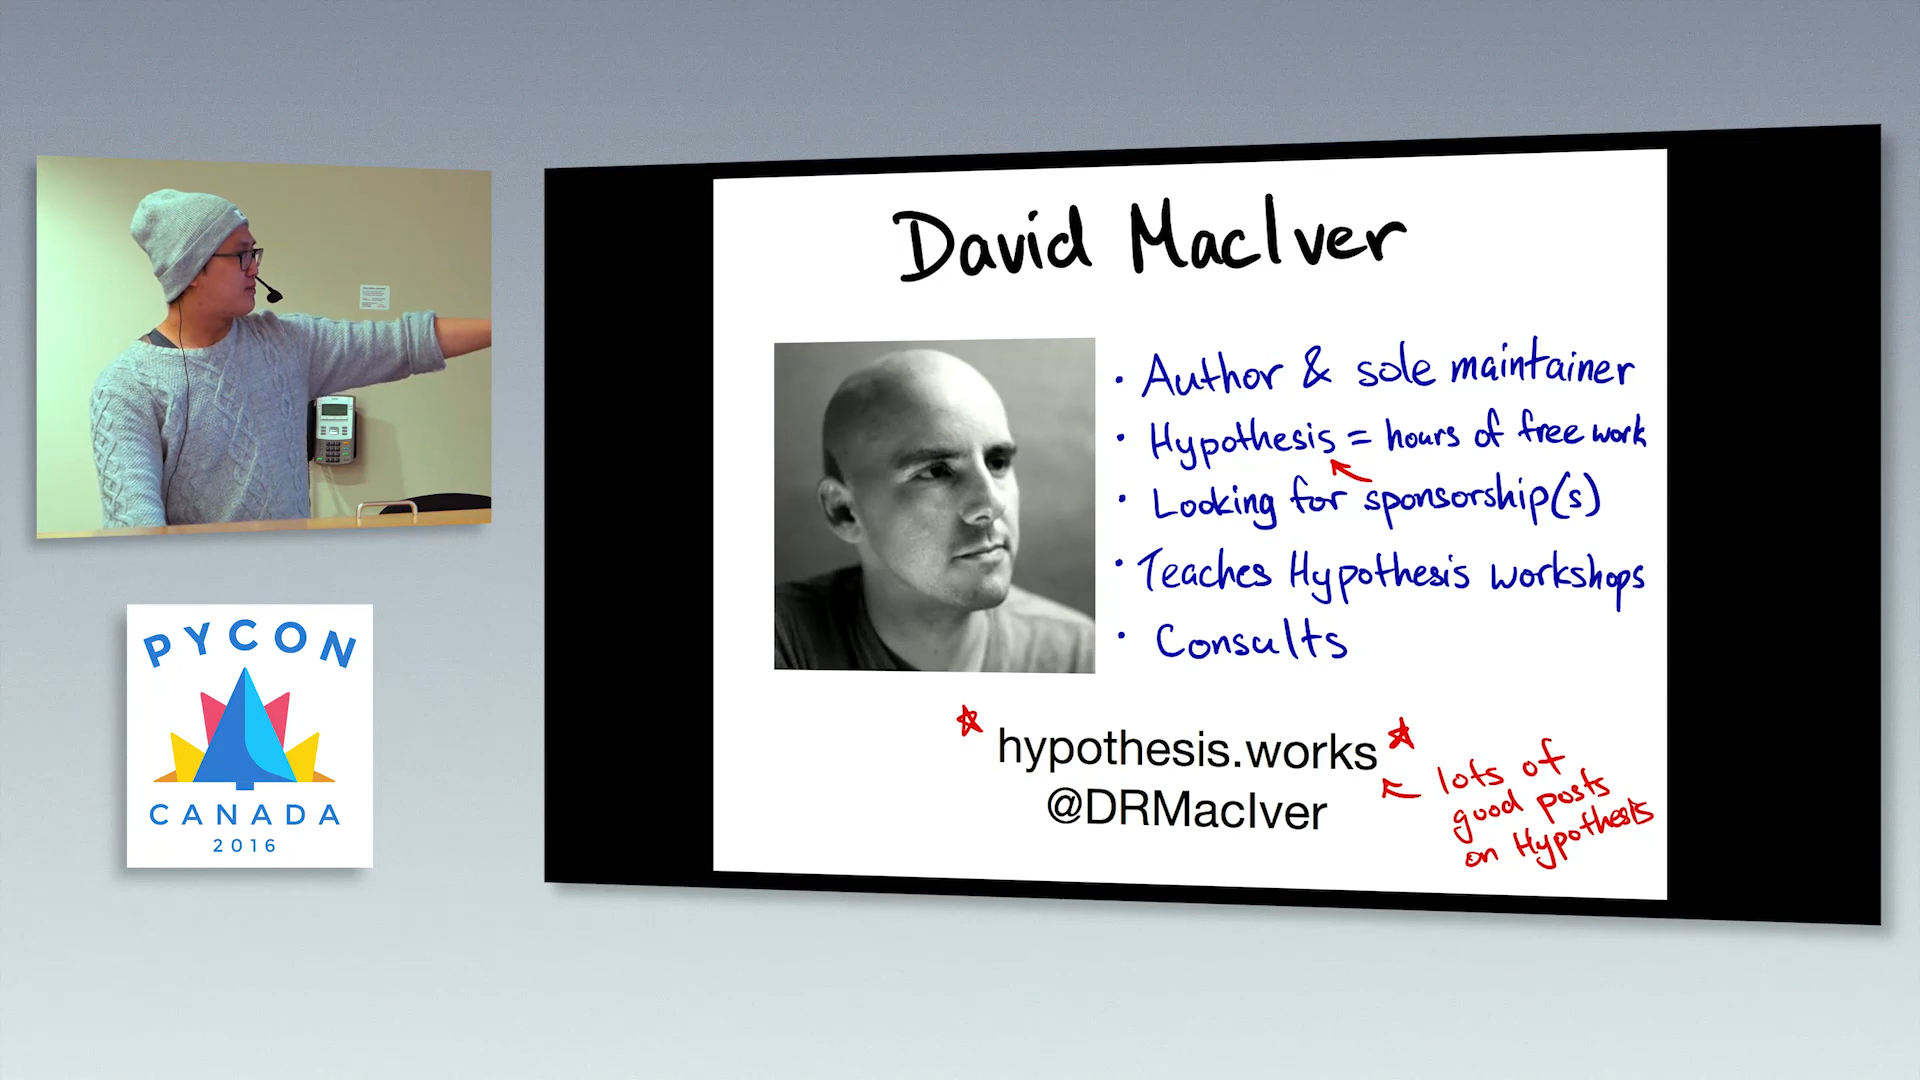 David MacIver
• Author & sole maintainer
• Hypothesis = hours of free work
• Looking for sponsorship(s)
• Teaches Hypothesis workshops
• Consults
hypothesis.works
@DRMacIver
lots of
good posts
on Hypothesis
PYCON
CANADA
2016